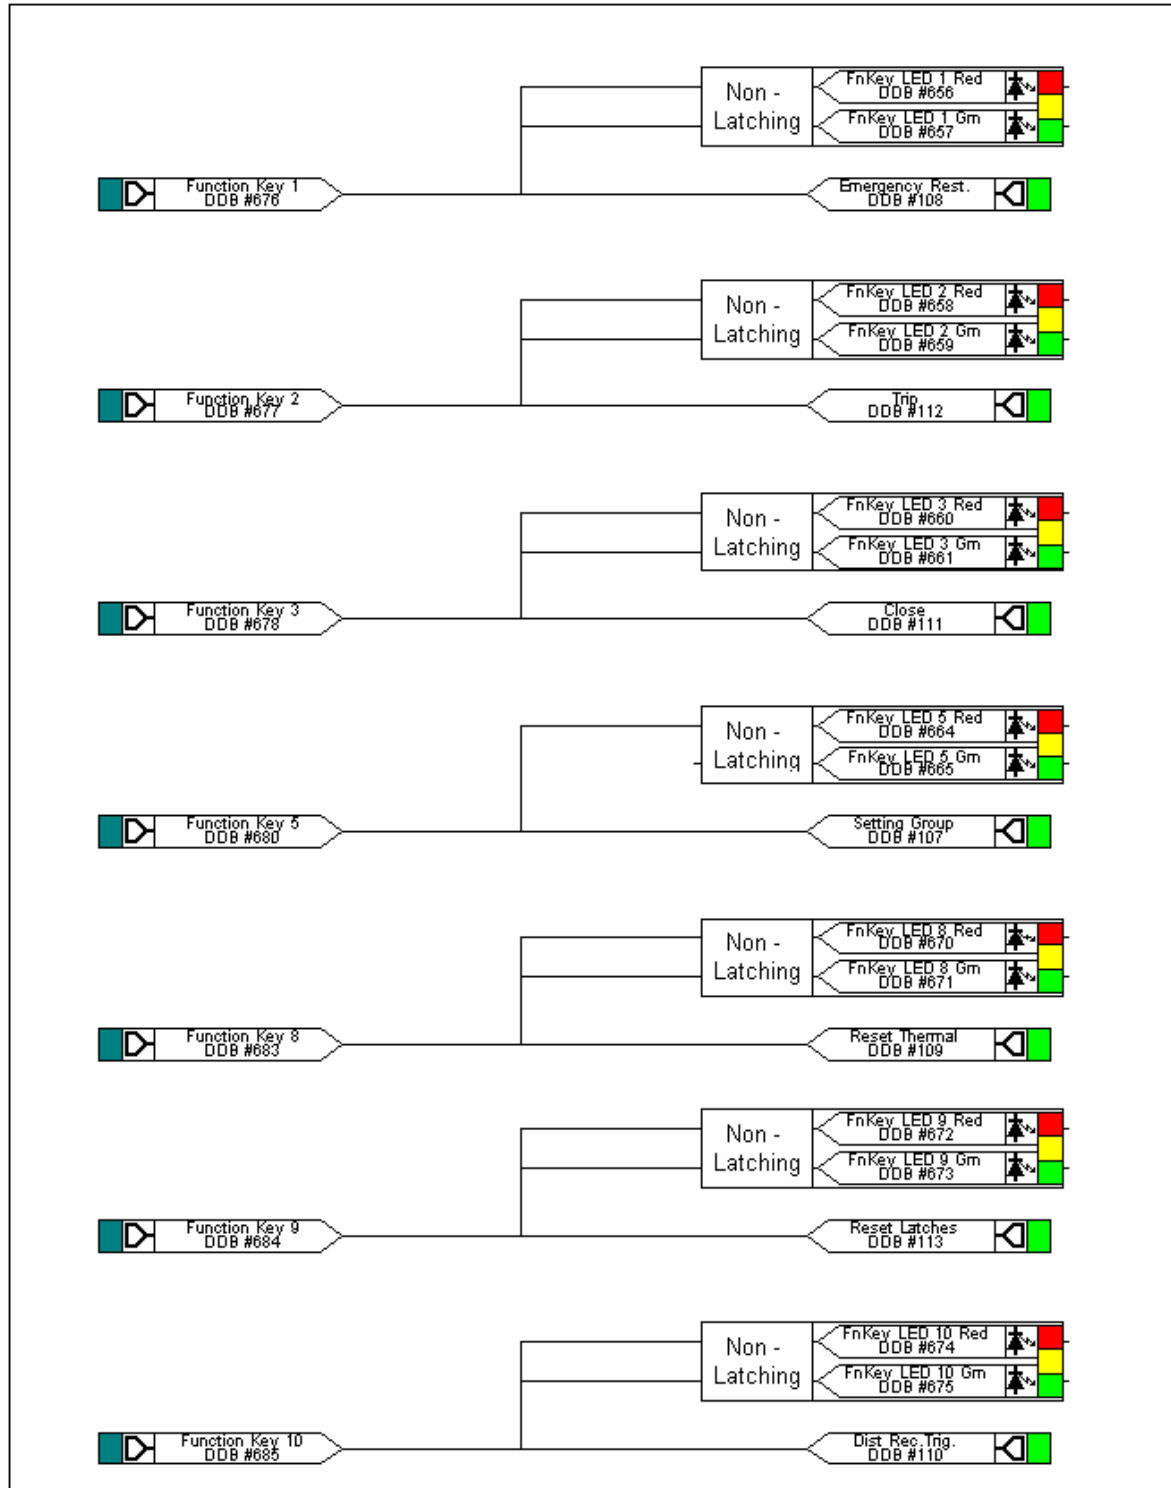 Non -
Latching
FnKey LED 1 Red
DDB #656
FnKey LED 1 Grn
DDB #657
Function Key 1
DDB #676
Emergency Rest.
DDB #108
Non -
Latching
FnKey LED 2 Red
DDB #658
FnKey LED 2 Grn
DDB #659
Function Key 2
DDB #677
Trip
DDB #112
Non -
Latching
FnKey LED 3 Red
DDB #660
FnKey LED 3 Grn
DDB #661
Function Key 3
DDB #678
Close
DDB #111
Non -
Latching
FnKey LED 5 Red
DDB #664
FnKey LED 5 Grn
DDB #665
Function Key 5
DDB #680
Setting Group
DDB #107
Non -
Latching
FnKey LED 8 Red
DDB #670
FnKey LED 8 Grn
DDB #671
Function Key 8
DDB #683
Reset Thermal
DDB #109
Non -
Latching
FnKey LED 9 Red
DDB #672
FnKey LED 9 Grn
DDB #673
Function Key 9
DDB #684
Reset Latches
DDB #113
Non -
Latching
FnKey LED 10 Red
DDB #674
FnKey LED 10 Grn
DDB #675
Function Key 10
DDB #685
Dist Rec.Trig.
DDB #110